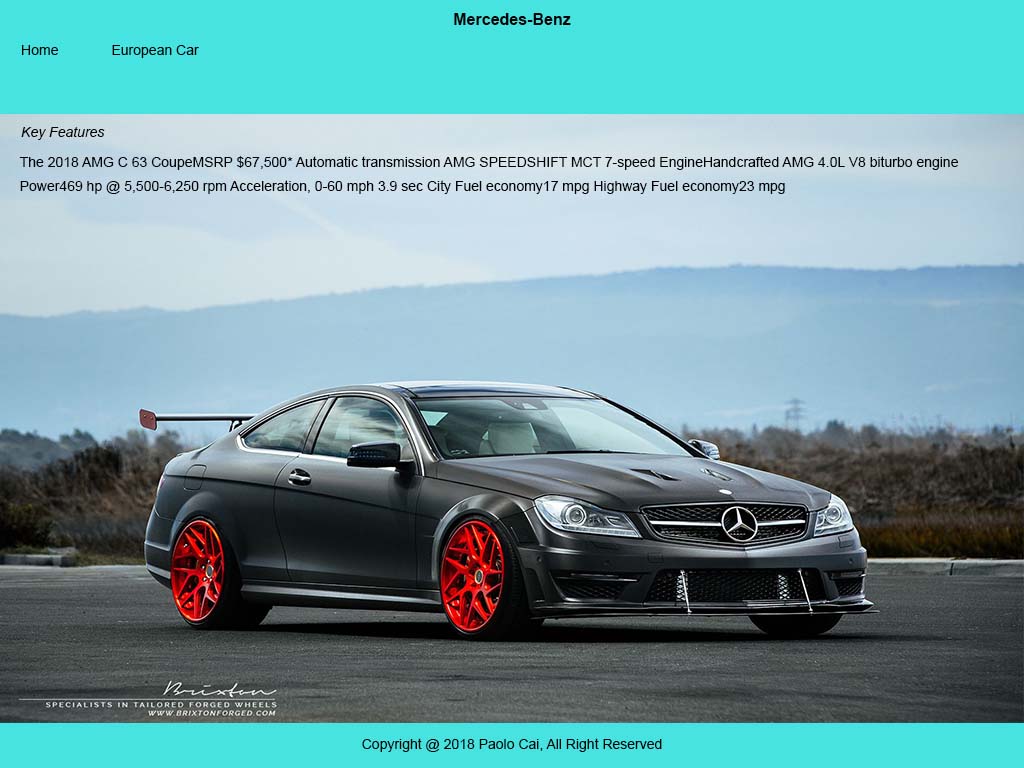 Mercedes-Benz
Home European Car
Key Features
The 2018 AMG C 63 CoupeMSRP $67,500* Automatic transmission AMG SPEEDSHIFT MCT 7-speed EngineHandcrafted AMG 4.0L V8 biturbo engine
Power469 hp @ 5,500-6,250 rpm Acceleration, 0-60 mph 3.9 sec City Fuel economy17 mpg Highway Fuel economy23 mpg
Brixton
SPECIALISTS IN TAILORED FORGED WHEELS
WWW.BRIXTONFORGED.COM
Copyright @ 2018 Paolo Cai, All Right Reserved